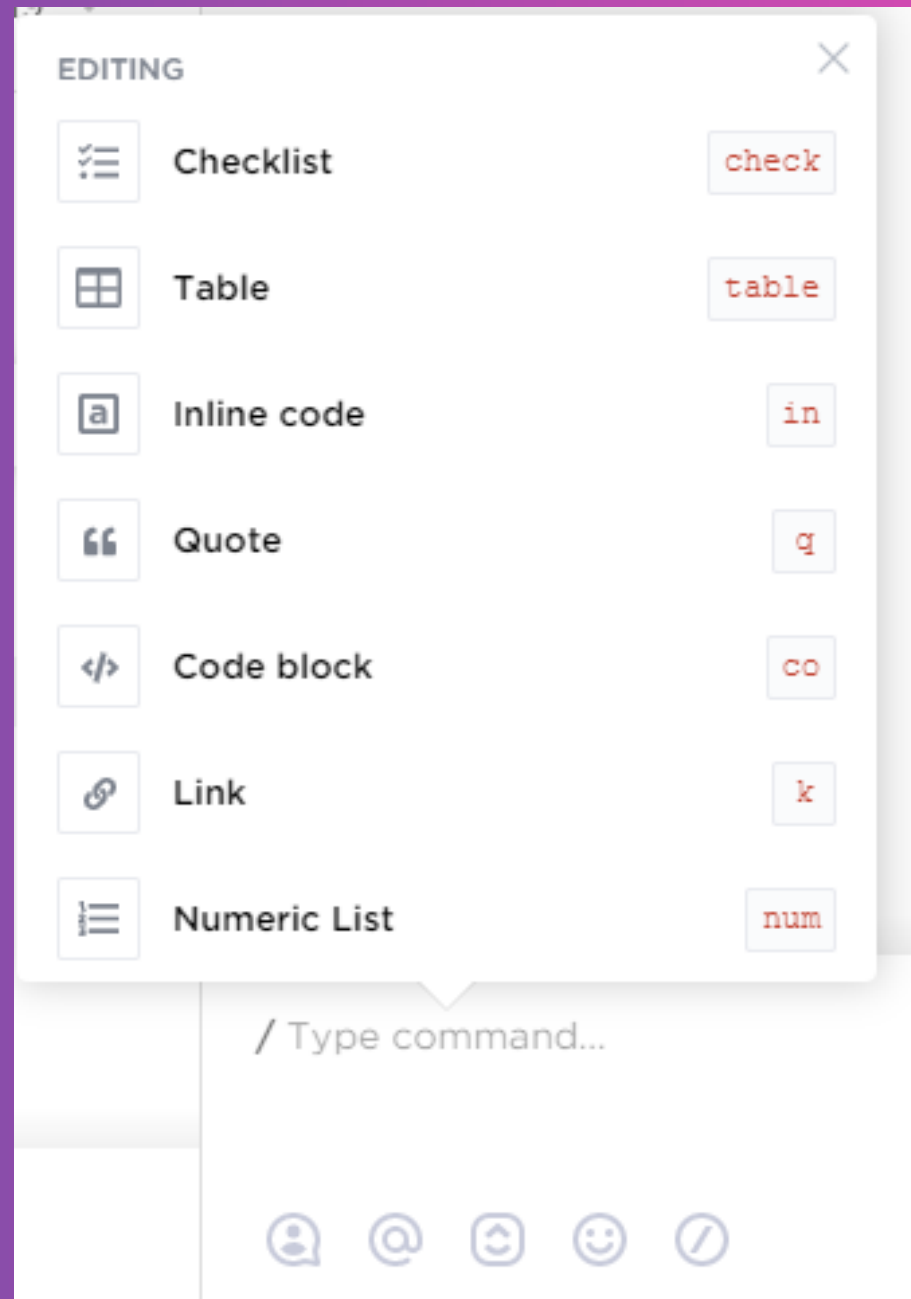 EDITING
Checklist check
Table table
Inline code in
Quote q
Code block co
Link k
Numeric List num
/ Type command...